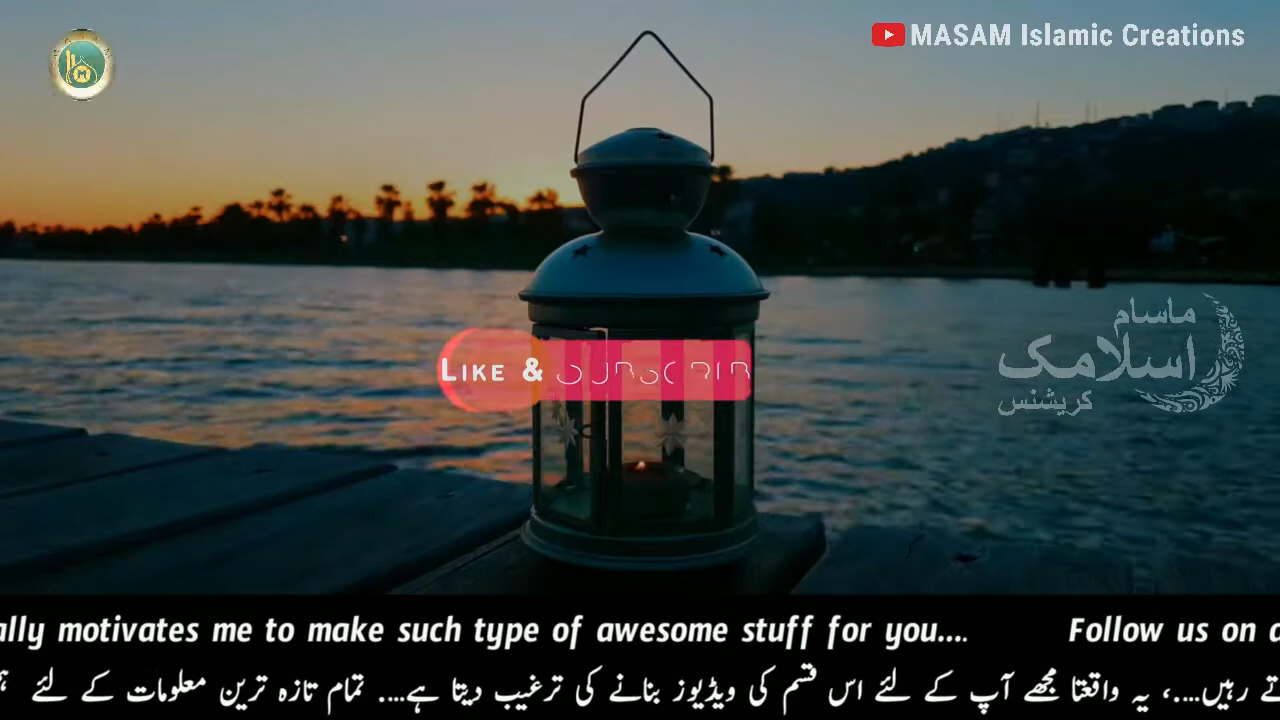 MASAM Islamic Creations
ماسام
اسلامک
کریشنس
LIKE &
ally motivates me to make such type of awesome stuff for you.... Follow us on
تے رہیں....، یہ واقعتا مجھے آپ کے لئے اس قسم کی ویڈیوز بنانے کی ترغیب دیتا ہے.... تمام تازہ ترین معلومات کے لئے